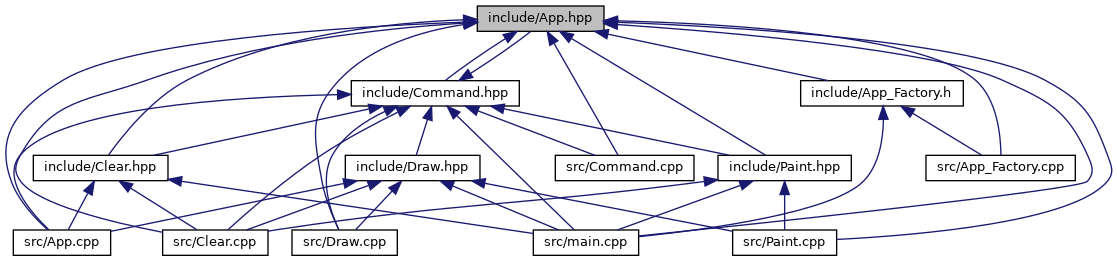 include/App.hpp
include/Command.hpp
include/App_Factory.h
include/Clear.hpp
include/Draw.hpp
src/Command.cpp
include/Paint.hpp
src/App_Factory.cpp
src/App.cpp
src/Clear.cpp
src/Draw.cpp
src/main.cpp
src/Paint.cpp